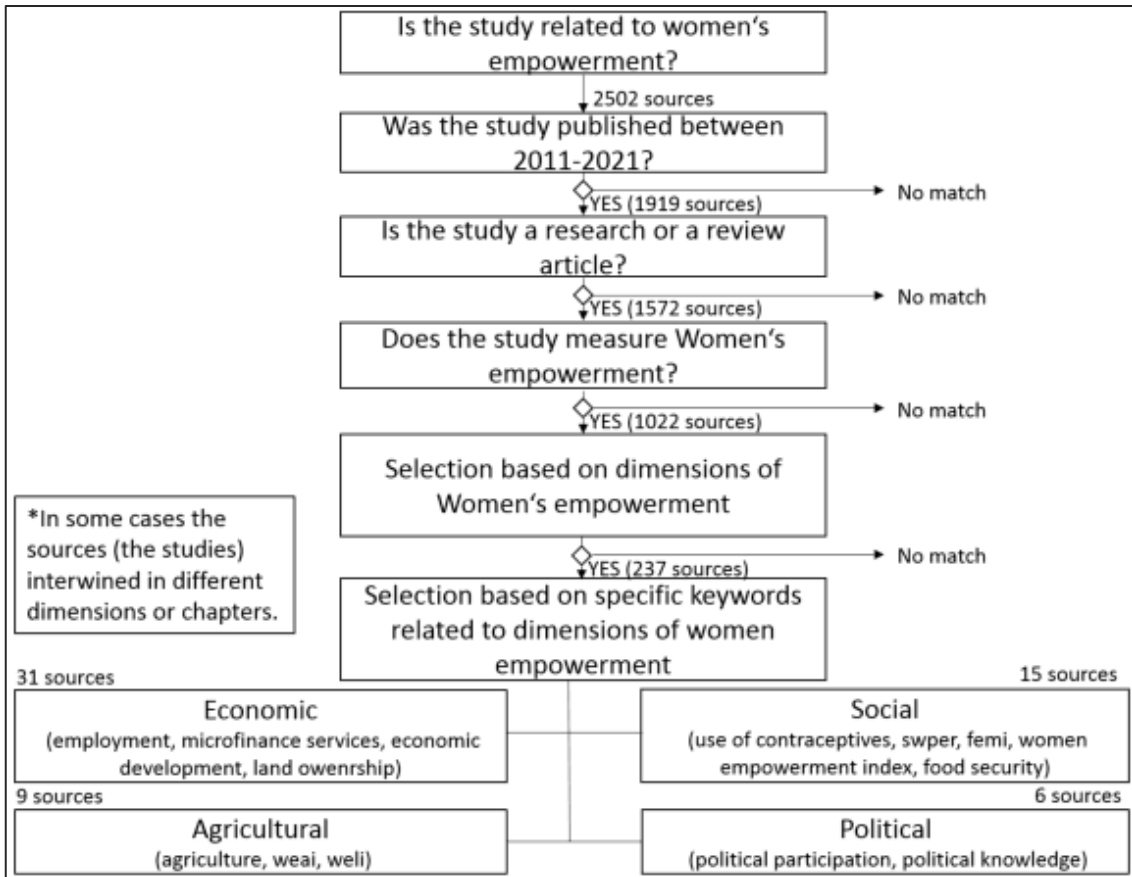 Is the study related to women‘s
empowerment?
2502 sources
Was the study published between
2011-2021?
No match
YES (1919 sources)
Is the study a research or a review
article?
No match
YES (1572 sources)
Does the study measure Women‘s
empowerment?
No match
YES (1022 sources)
Selection based on dimensions of
Women‘s empowerment
*In some cases the
sources (the studies)
interwined in different
dimensions or chapters.
No match
YES (237 sources)
Selection based on specific keywords
related to dimensions of women
empowerment
31 sources
Economic
(employment, microfinance services, economic
development, land owenrship)
15 sources
Social
(use of contraceptives, swper, femi, women
empowerment index, food security)
9 sources
Agricultural
(agriculture, weai, weli)
6 sources
Political
(political participation, political knowledge)